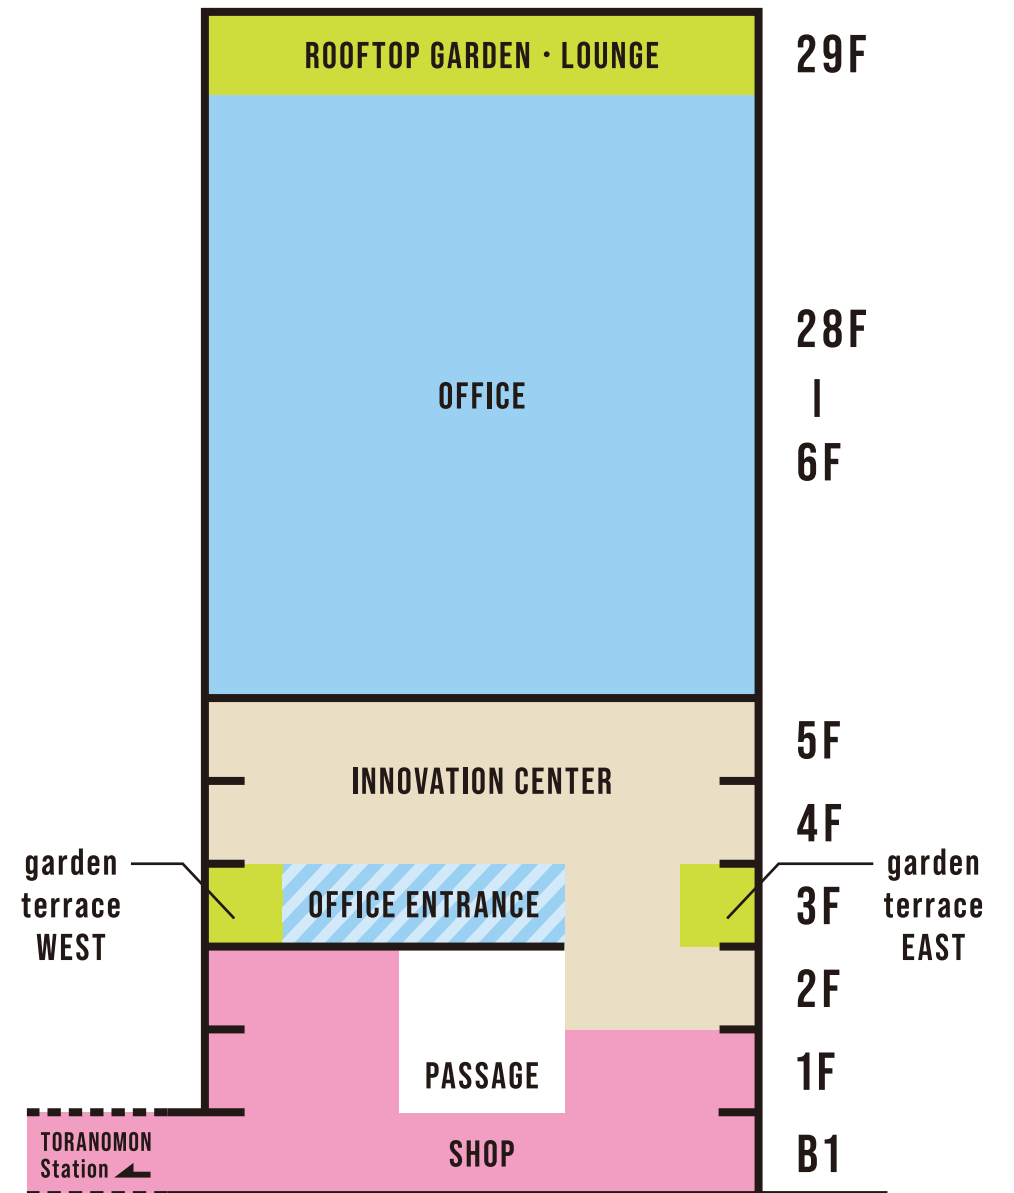 ROOFTOP GARDEN · LOUNGE
29F
OFFICE
28F
|
6F
5F
INNOVATION CENTER
4F
garden
terrace
WEST
OFFICE ENTRANCE
3F
garden
terrace
EAST
2F
PASSAGE
1F
TORANOMON
Station
SHOP
B1